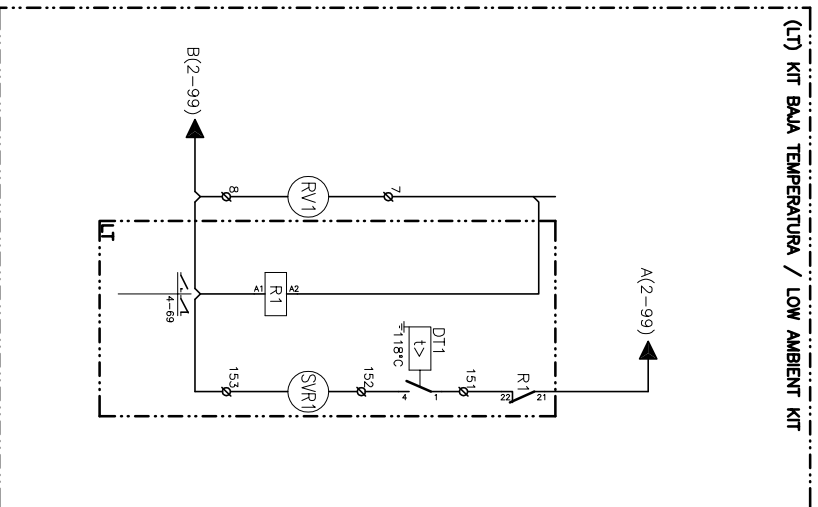 (LT) KIT BAJA TEMPERATURA / LOW AMBIENT KIT
A(2-99)
B(2-99)
8
RV1
7
LT
A1
R1
A2
4-69
153
SVR1
152
DT1
t>
118°C
4
1
151
R1
22
21